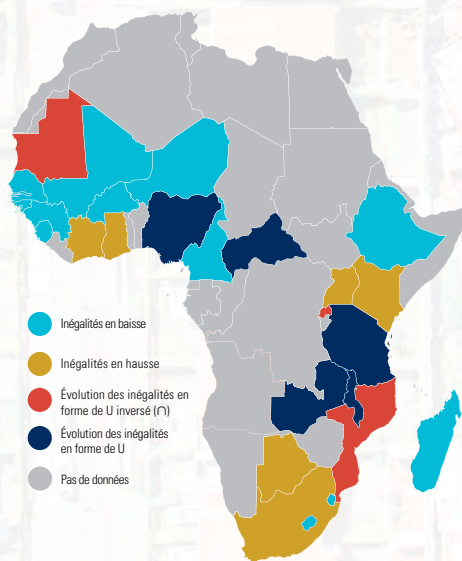 Inégalités en baisse
Inégalités en hausse
Évolution des inégalités en
forme de U inversé (∩)
Évolution des inégalités
en forme de U
Pas de données